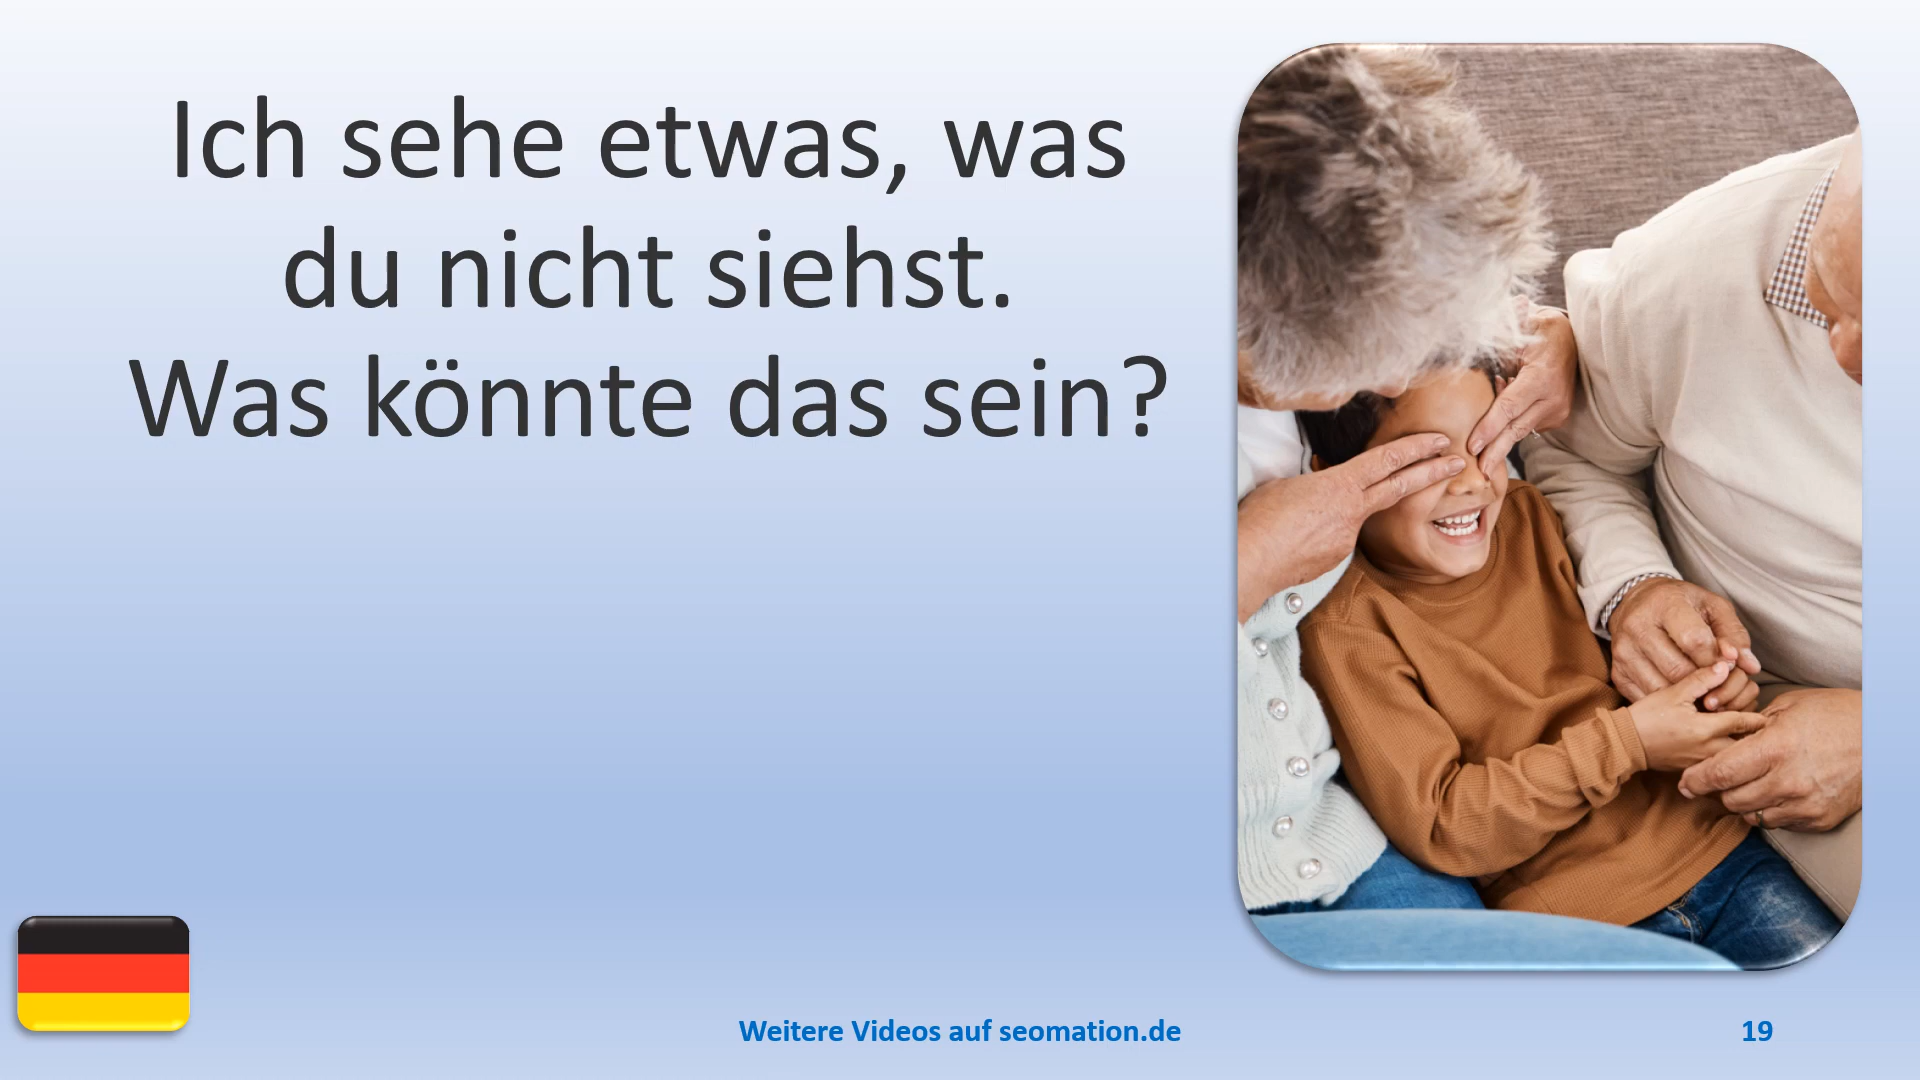 Ich sehe etwas, was
du nicht siehst.
Was könnte das sein?
Weitere Videos auf seomation.de
19